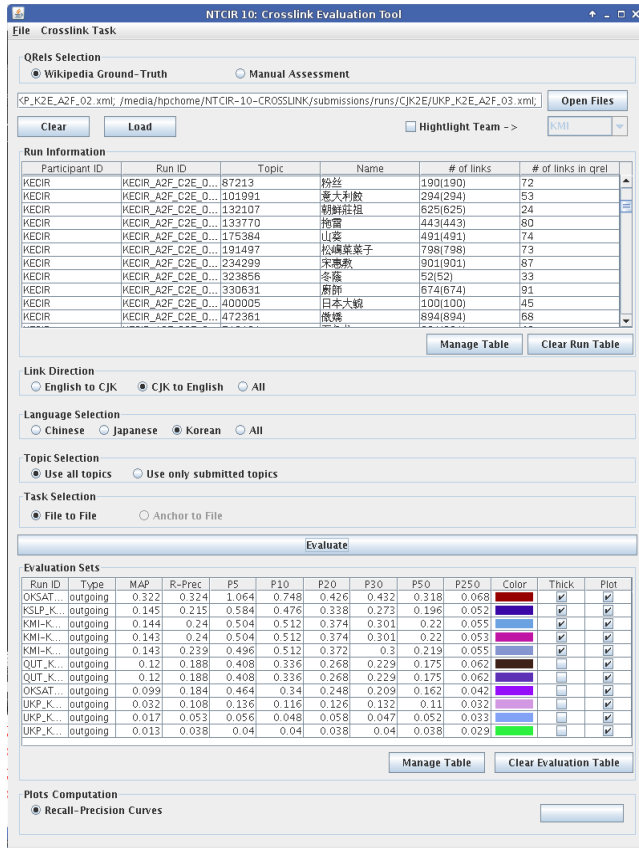 NTCIR 10: Crosslink Evaluation Tool
File Crosslink Task
QRels Selection
Wikipedia Ground-Truth Manual Assessment
KP_K2E_A2F_02.xml; /media/hpchome/NTCIR-10-CROSSLINK/submissions/runs/CJK2E/UKP_K2E_A2F_03.xml; Open Files
Clear Load Hightlight Team -> KMI
Run Information
Participant ID Run ID Topic Name # of links # of links in qrel
KECIR KECIR_A2F_C2E_0... 87213 粉丝 190(190) 72
KECIR KECIR_A2F_C2E_0... 101991 意大利餃 294(294) 53
KECIR KECIR_A2F_C2E_0... 132107 朝鮮莊祖 625(625) 24
KECIR KECIR_A2F_C2E_0... 133770 拖雷 443(443) 80
KECIR KECIR_A2F_C2E_0... 175384 山葵 491(491) 74
KECIR KECIR_A2F_C2E_0... 191497 松嶋菜菜子 798(798) 73
KECIR KECIR_A2F_C2E_0... 234299 宋惠教 901(901) 87
KECIR KECIR_A2F_C2E_0... 323856 冬蔭 52(52) 33
KECIR KECIR_A2F_C2E_0... 330631 廚師 674(674) 91
KECIR KECIR_A2F_C2E_0... 400005 日本大鯢 100(100) 45
KECIR KECIR_A2F_C2E_0... 472361 傲嬌 894(894) 68
Manage Table Clear Run Table
Link Direction
English to CJK CJK to English All
Language Selection
Chinese Japanese Korean All
Topic Selection
Use all topics Use only submitted topics
Task Selection
File to File Anchor to File
Evaluate
Evaluation Sets
Run ID Type MAP R-Prec P5 P10 P20 P30 P50 P250 Color Thick Plot
OKSAT... outgoing 0.322 0.324 1.064 0.748 0.426 0.432 0.318 0.068
KSLP_K... outgoing 0.145 0.215 0.584 0.476 0.338 0.273 0.196 0.052
KMI-K... outgoing 0.144 0.24 0.504 0.512 0.374 0.301 0.22 0.055
KMI-K... outgoing 0.143 0.24 0.504 0.512 0.374 0.301 0.22 0.053
KMI-K... outgoing 0.143 0.239 0.496 0.512 0.372 0.3 0.219 0.055
QUT_K... outgoing 0.12 0.188 0.408 0.336 0.268 0.229 0.175 0.062
QUT_K... outgoing 0.12 0.188 0.408 0.336 0.268 0.229 0.175 0.062
OKSAT... outgoing 0.099 0.184 0.464 0.34 0.248 0.209 0.162 0.042
UKP_K... outgoing 0.032 0.108 0.136 0.116 0.126 0.132 0.11 0.032
UKP_K... outgoing 0.017 0.053 0.056 0.048 0.058 0.047 0.052 0.033
UKP_K... outgoing 0.013 0.038 0.04 0.04 0.038 0.04 0.038 0.029
Manage Table Clear Evaluation Table
Plots Computation
Recall-Precision Curves